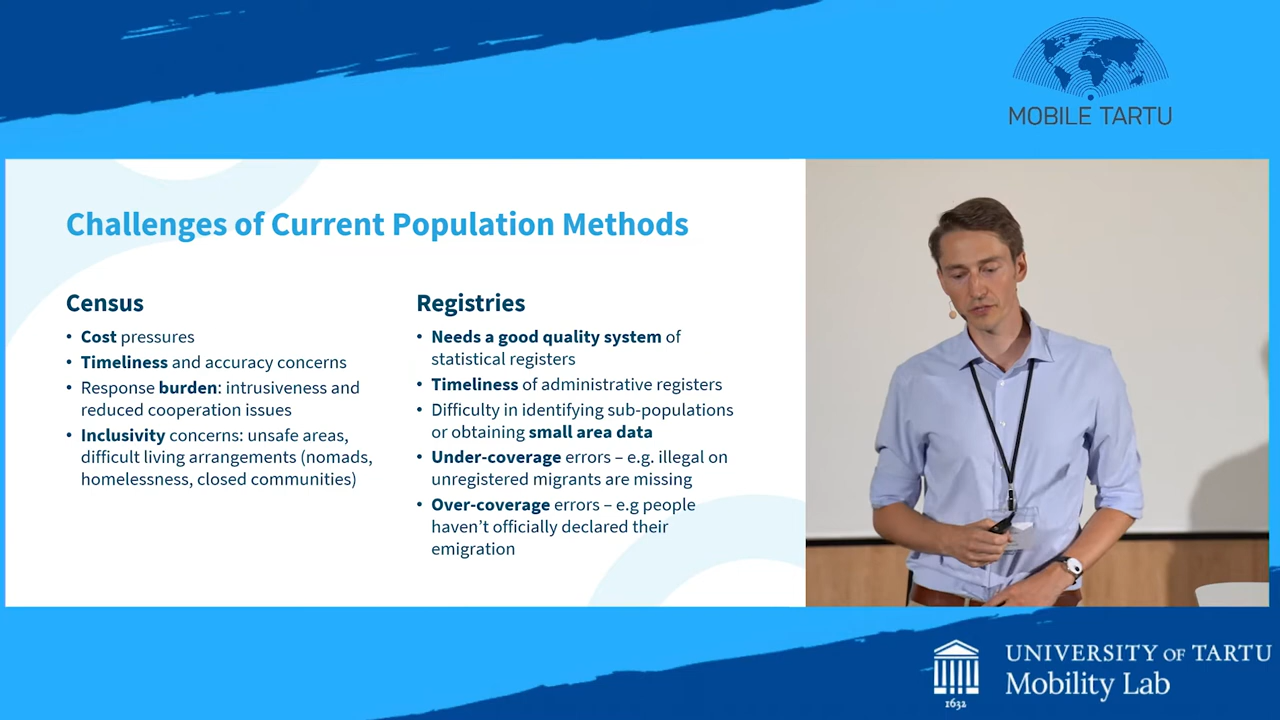 MOBILE TARTU
Challenges of Current Population Methods
Census
• Cost pressures
• Timeliness and accuracy concerns
• Response burden: intrusiveness and
reduced cooperation issues
• Inclusivity concerns: unsafe areas,
difficult living arrangements (nomads,
homelessness, closed communities)
Registries
• Needs a good quality system of
statistical registers
• Timeliness of administrative registers
• Difficulty in identifying sub-populations
or obtaining small area data
• Under-coverage errors – e.g. illegal on
unregistered migrants are missing
• Over-coverage errors – e.g people
haven’t officially declared their
emigration
1632
UNIVERSITY OF TARTU
Mobility Lab